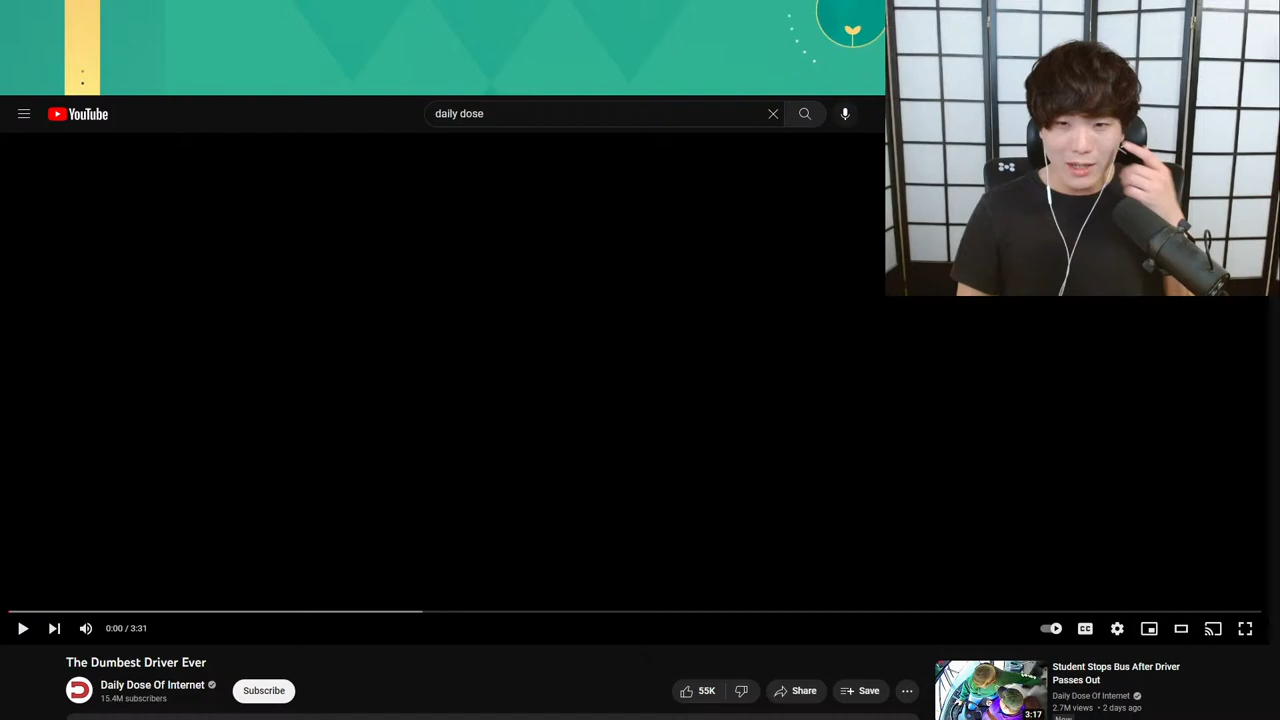 YouTube
daily dose
0:00 / 3:31
CC
The Dumbest Driver Ever
Daily Dose Of Internet
15.4M subscribers
Subscribe
55K
Share
Save
Student Stops Bus After Driver
Passes Out
Daily Dose Of Internet
2.7M views • 2 days ago
3:17